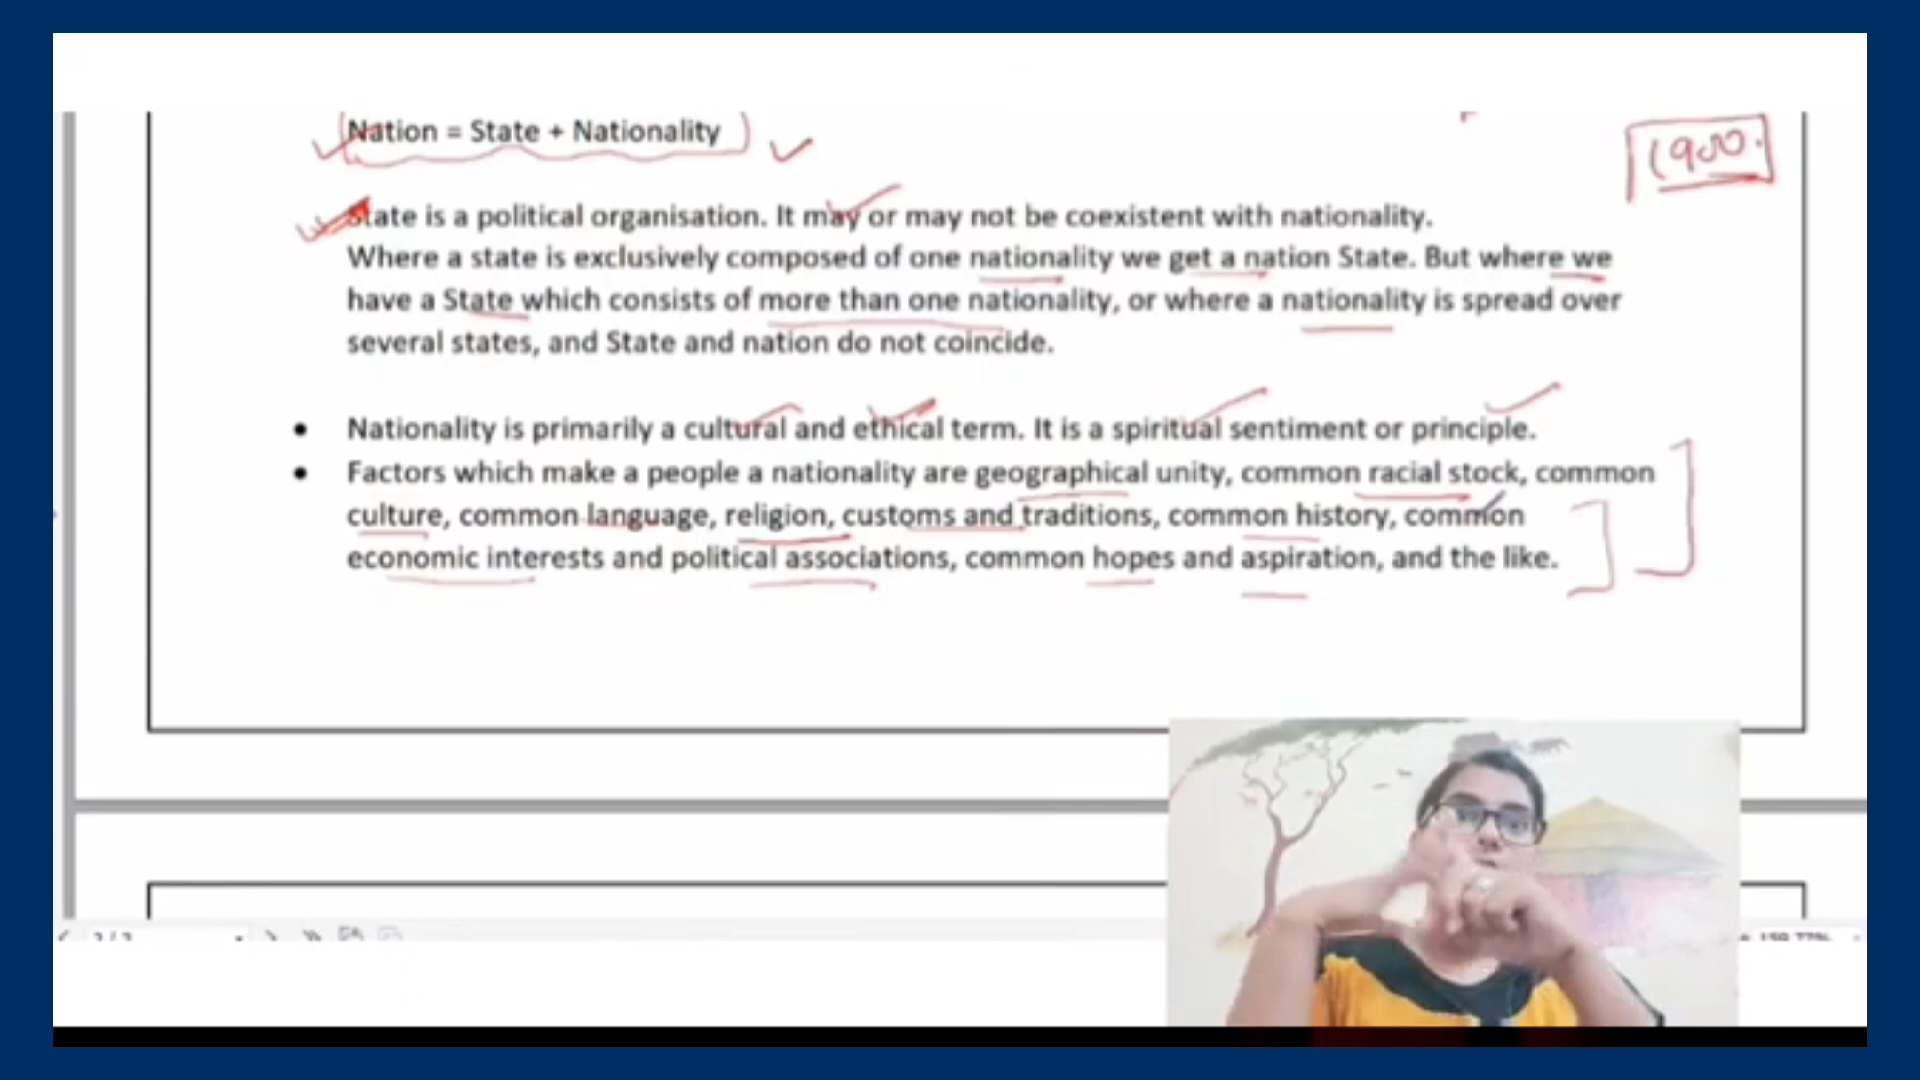 Nation = State + Nationality
1900.
State is a political organisation. It may or may not be coexistent with nationality.
Where a state is exclusively composed of one nationality we get a nation State. But where we
have a State which consists of more than one nationality, or where a nationality is spread over
several states, and State and nation do not coincide.
Nationality is primarily a cultural and ethical term. It is a spiritual sentiment or principle.
Factors which make a people a nationality are geographical unity, common racial stock, common
culture, common language, religion, customs and traditions, common history, common
economic interests and political associations, common hopes and aspiration, and the like.